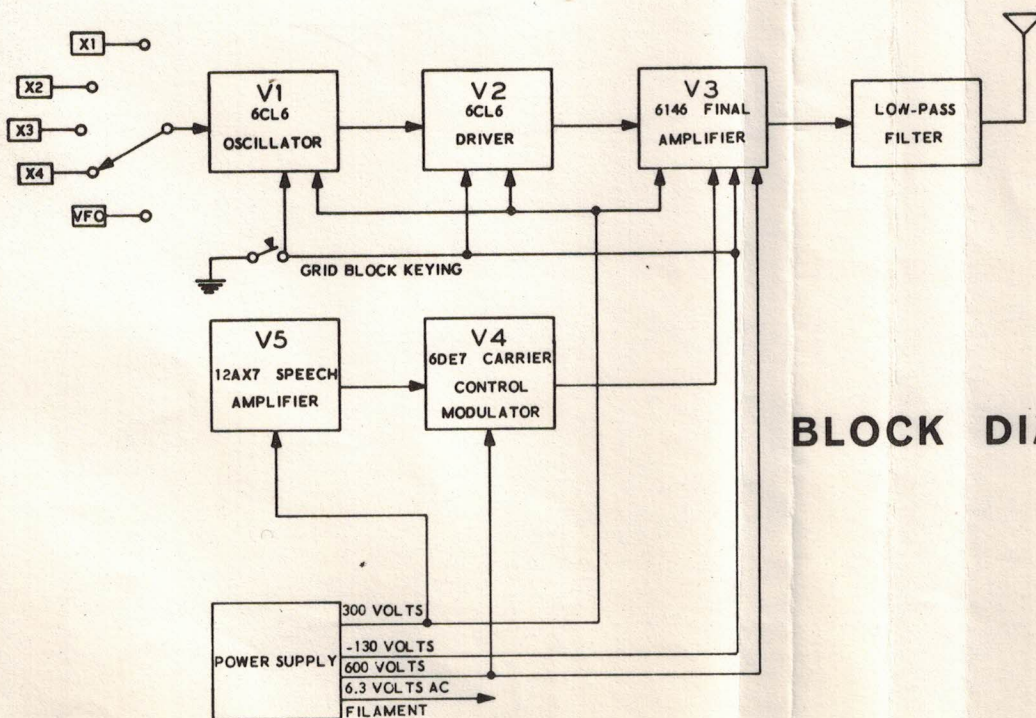 X1
X2
X3
X4
VFO
V1
6CL6
OSCILLATOR
V2
6CL6
DRIVER
V3
6146 FINAL
AMPLIFIER
LOW-PASS
FILTER
GRID BLOCK KEYING
V5
12AX7 SPEECH
AMPLIFIER
V4
6DE7 CARRIER
CONTROL
MODULATOR
BLOCK DIA
POWER SUPPLY
300 VOLTS
-130 VOLTS
600 VOLTS
6.3 VOLTS AC
FILAMENT